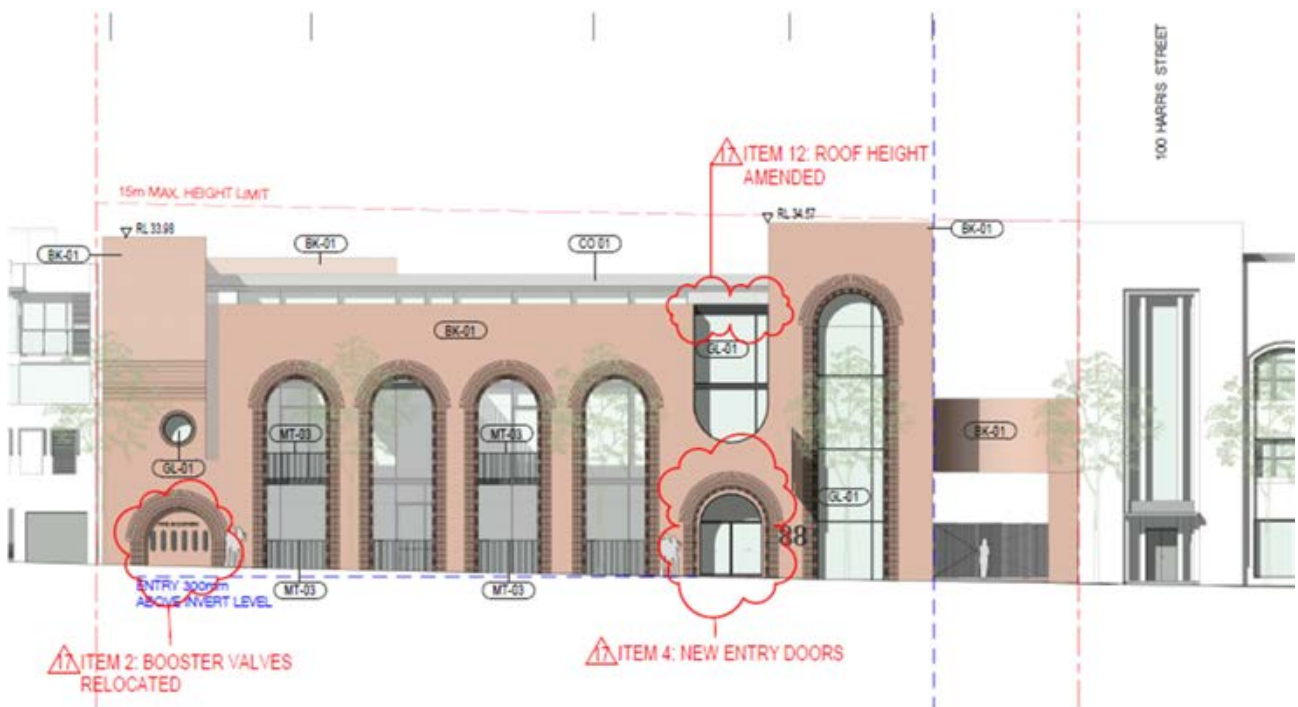 100 HARRIS STREET
17 ITEM 12: ROOF HEIGHT
AMENDED
15m MAX. HEIGHT LIMIT
RL 33.98
RL 34.57
BK-01
BK-01
CO 01
BK-01
BK-01
GL-01
MT-03
MT-03
BK-01
GL-01
GL-01
88
ENTRY 300mm
ABOVE INVERT LEVEL
MT-03
MT-03
17 ITEM 2: BOOSTER VALVES
RELOCATED
17 ITEM 4: NEW ENTRY DOORS